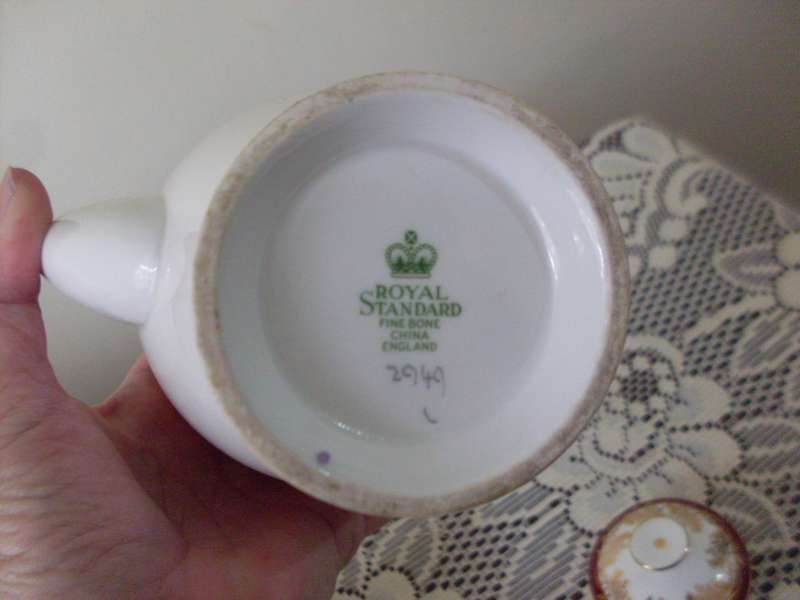 ROYAL
STANDARD
FINE BONE
CHINA
ENGLAND
2949